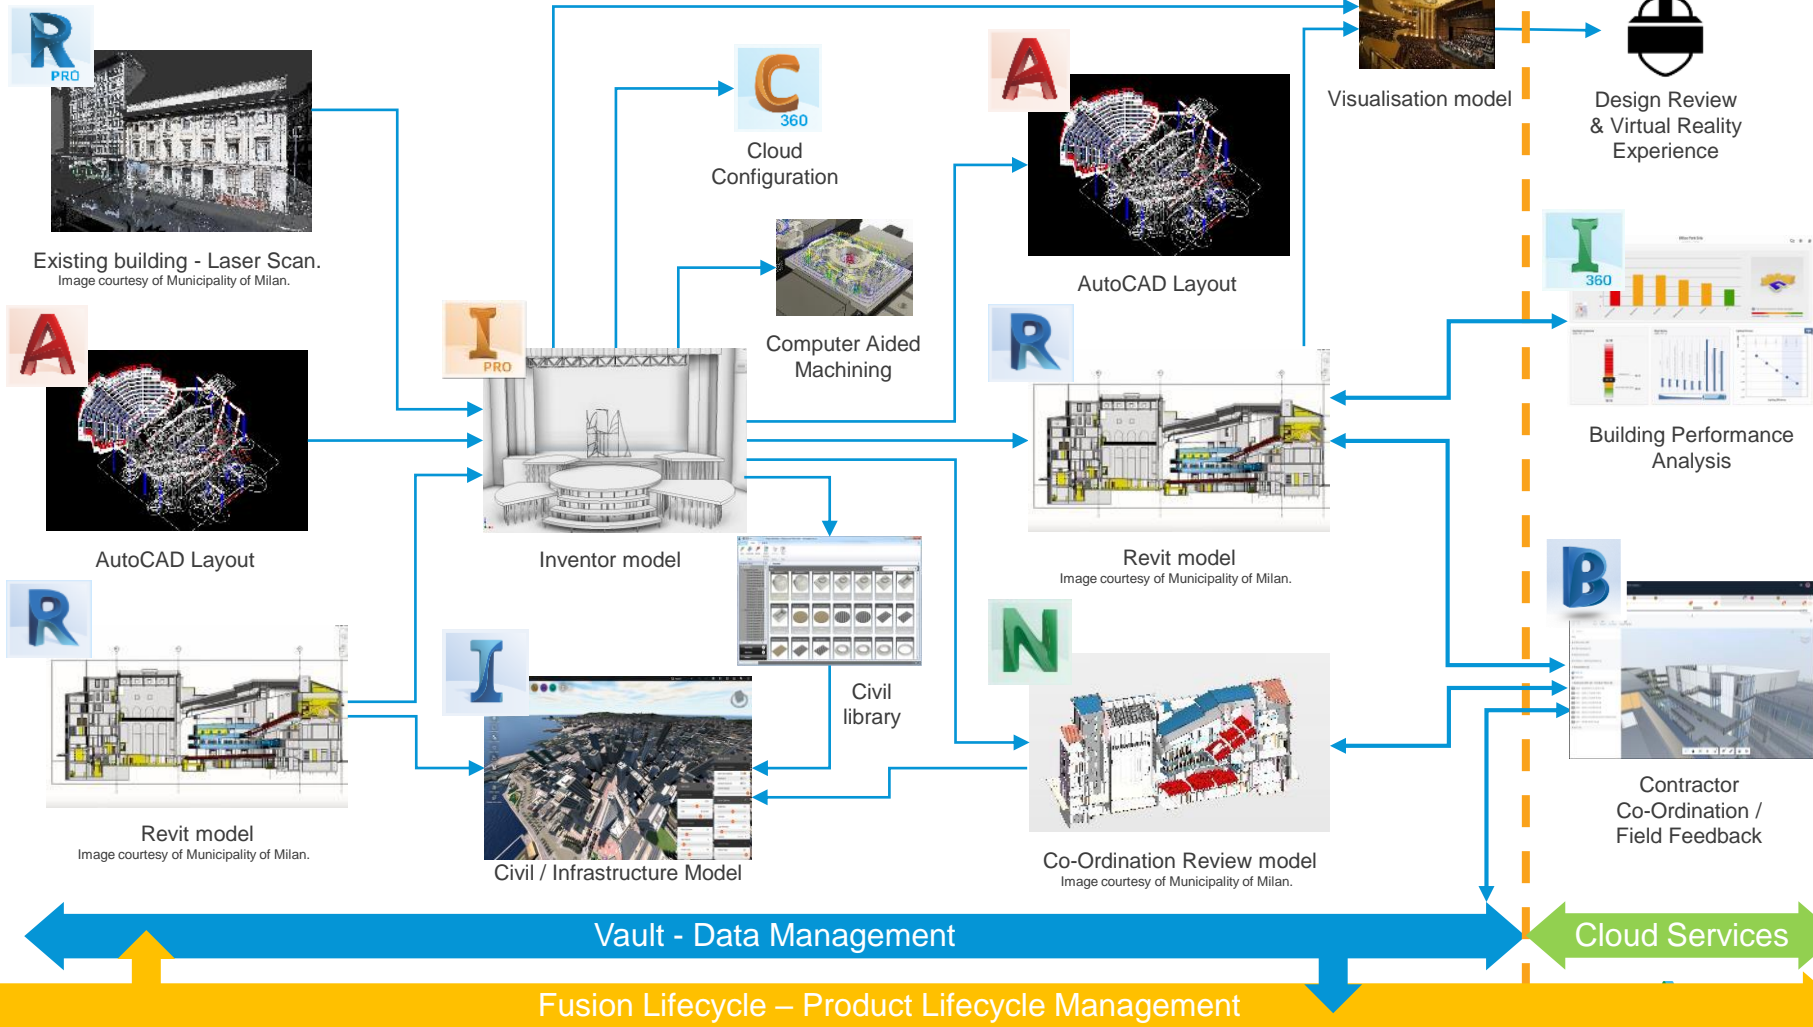 R
PRO
Existing building - Laser Scan.
Image courtesy of Municipality of Milan.
A
AutoCAD Layout
R
Revit model
Image courtesy of Municipality of Milan.
C
360
Cloud
Configuration
Computer Aided
Machining
I
PRO
Inventor model
Civil
library
I
Civil / Infrastructure Model
A
AutoCAD Layout
R
Revit model
Image courtesy of Municipality of Milan.
N
Co-Ordination Review model
Image courtesy of Municipality of Milan.
Visualisation model
Design Review
& Virtual Reality
Experience
I
360
Building Performance
Analysis
B
Contractor
Co-Ordination /
Field Feedback
Vault - Data Management
Cloud Services
Fusion Lifecycle – Product Lifecycle Management